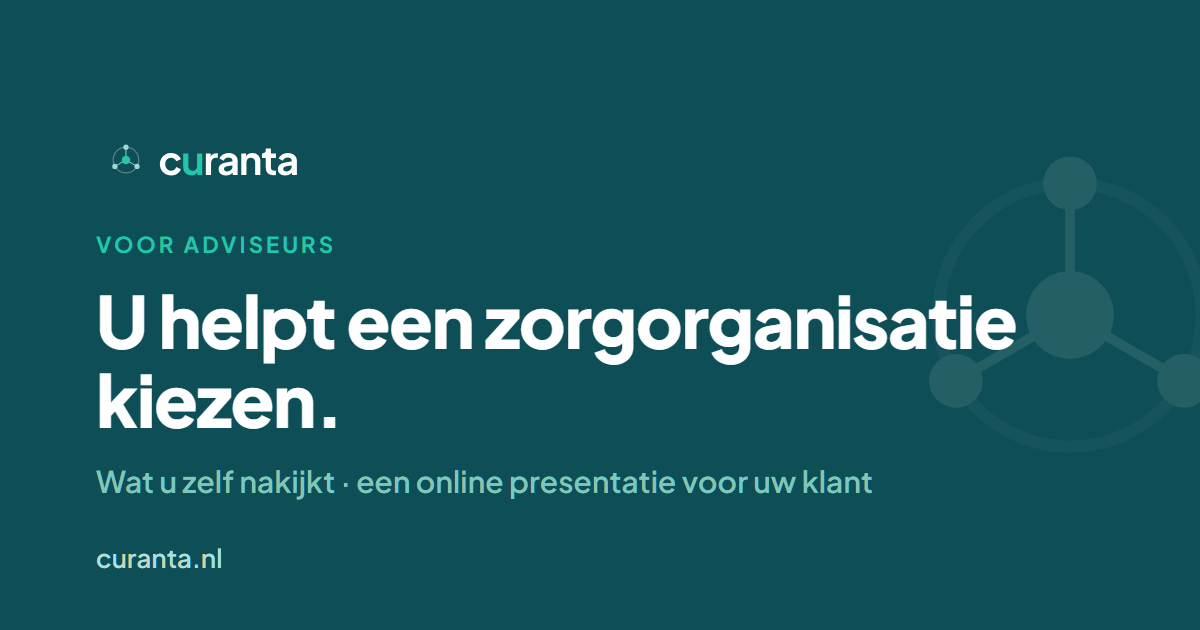 curanta
VOOR ADVISEURS
U helpt een zorgorganisatie
kiezen.
Wat u zelf nakijkt · een online presentatie voor uw klant
curanta.nl